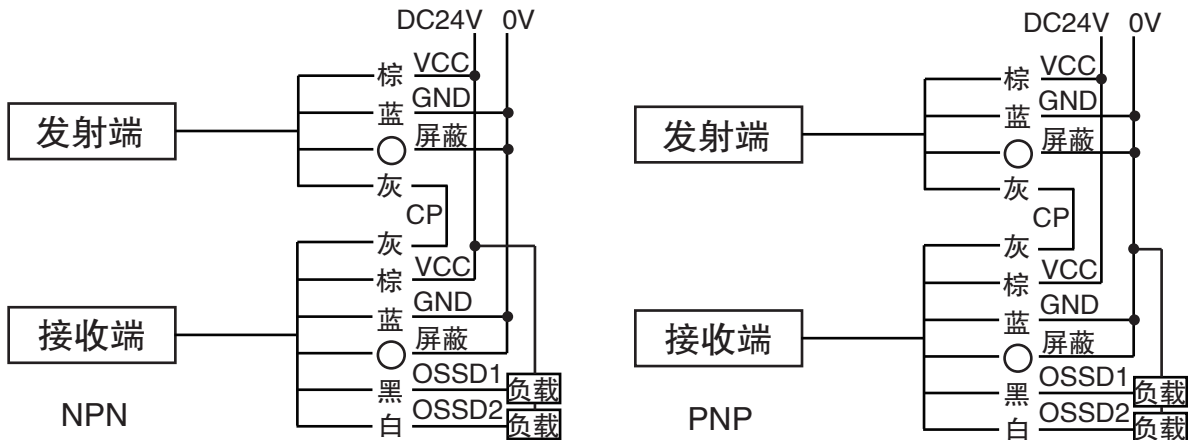 DC24V 0V
棕 VCC
蓝 GND
发射端
屏蔽
灰
CP
灰
棕 VCC
蓝 GND
接收端
屏蔽
黑 OSSD1 负载
白 OSSD2 负载
NPN
DC24V 0V
棕 VCC
蓝 GND
发射端
屏蔽
灰
CP
灰
棕 VCC
蓝 GND
接收端
屏蔽
黑 OSSD1 负载
白 OSSD2 负载
PNP